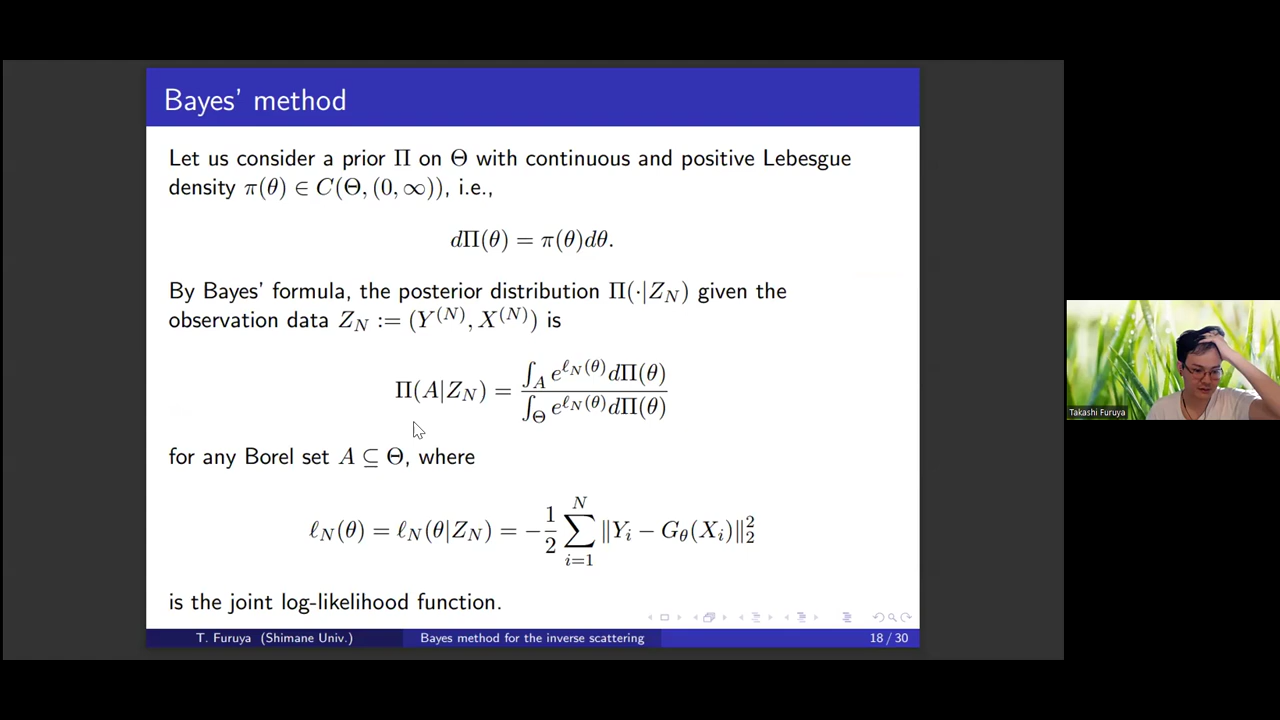 Bayes' method
Let us consider a prior Π on Θ with continuous and positive Lebesgue
density π(θ) ∈ C(Θ, (0, ∞)), i.e.,
dΠ(θ) = π(θ)dθ.
By Bayes' formula, the posterior distribution Π(·|Z_N) given the
observation data Z_N := (Y^(N), X^(N)) is
Π(A|Z_N) = ∫_A e^{ℓ_N(θ)} dΠ(θ) / ∫_Θ e^{ℓ_N(θ)} dΠ(θ)
for any Borel set A ⊆ Θ, where
ℓ_N(θ) = ℓ_N(θ|Z_N) = −1/2 ∑_{i=1}^N ‖Y_i − G_θ(X_i)‖_2^2
is the joint log-likelihood function.
T. Furuya (Shimane Univ.) Bayes method for the inverse scattering 18 / 30
Takashi Furuya